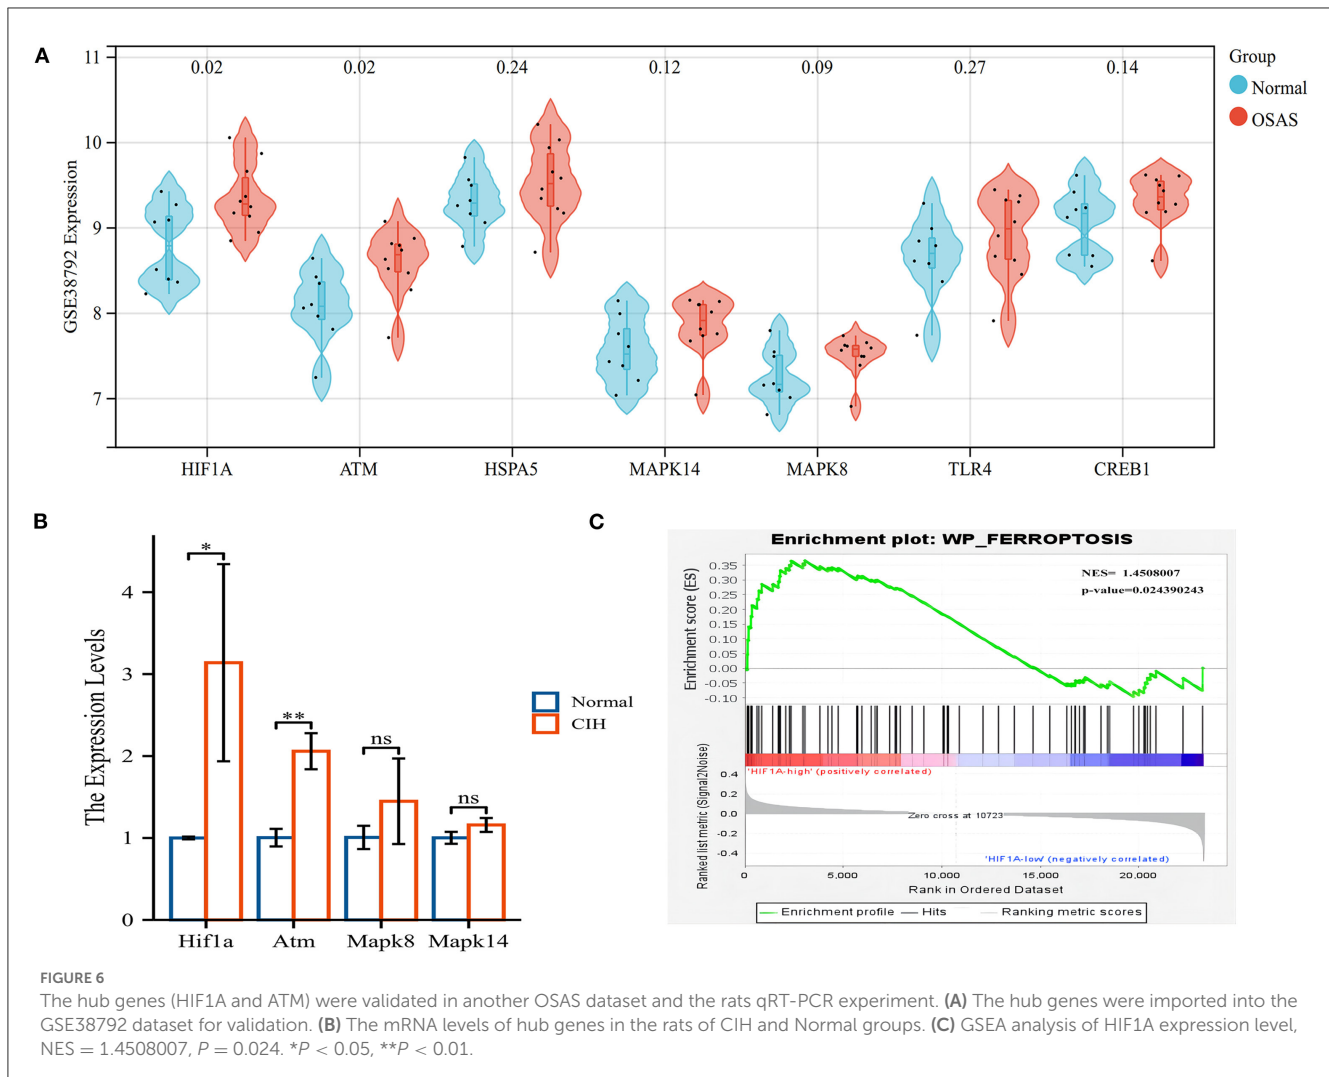 A
11
0.02 0.02 0.24 0.12 0.09 0.27 0.14
10
9
8
7
GSE38792 Expression
Group
Normal
OSAS
HIF1A ATM HSPA5 MAPK14 MAPK8 TLR4 CREB1
B
The Expression Levels
4
3
2
1
0
* ** ns ns
Normal
CIH
Hif1a Atm Mapk8 Mapk14
C
Enrichment plot: WP_FERROPTOSIS
NES= 1.4508007
p-value=0.024390243
Enrichment score (ES)
0.35
0.30
0.25
0.20
0.15
0.10
0.05
0.00
-0.05
-0.10
'HIF1A-high' (positively correlated)
Ranked list metric (Signal2Noise)
0.4
0.2
0.0
-0.2
-0.4
Zero cross at 10723
'HIF1A-low' (negatively correlated)
0 5,000 10,000 15,000 20,000
Rank in Ordered Dataset
Enrichment profile Hits Ranking metric scores
FIGURE 6
The hub genes (HIF1A and ATM) were validated in another OSAS dataset and the rats qRT-PCR experiment. (A) The hub genes were imported into the
GSE38792 dataset for validation. (B) The mRNA levels of hub genes in the rats of CIH and Normal groups. (C) GSEA analysis of HIF1A expression level,
NES = 1.4508007, P = 0.024. *P < 0.05, **P < 0.01.